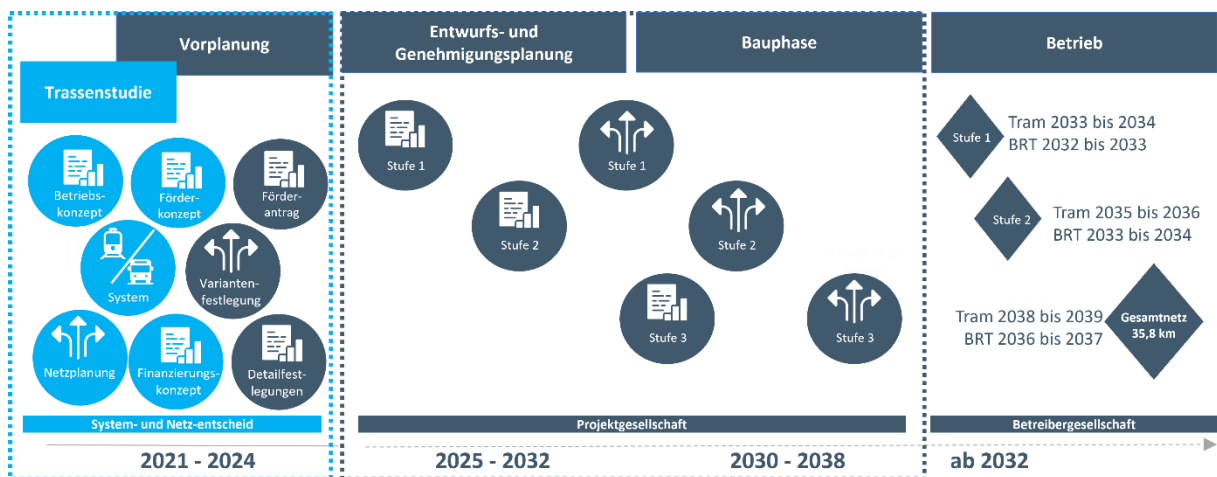 Vorplanung
Trassenstudie
Entwurfs- und
Genehmigungsplanung
Bauphase
Betrieb
Betriebs-
konzept
Förder-
konzept
Förder-
antrag
System
Varianten-
festlegung
Netzplanung
Finanzierungs-
konzept
Detailfest-
legungen
Stufe 1
Stufe 2
Stufe 3
Stufe 1
Stufe 2
Stufe 3
Stufe 1
Tram 2033 bis 2034
BRT 2032 bis 2033
Stufe 2
Tram 2035 bis 2036
BRT 2033 bis 2034
Tram 2038 bis 2039
BRT 2036 bis 2037
Gesamtnetz
35,8 km
System- und Netz-entscheid
Projektgesellschaft
Betreibergesellschaft
2021 - 2024
2025 - 2032
2030 - 2038
ab 2032